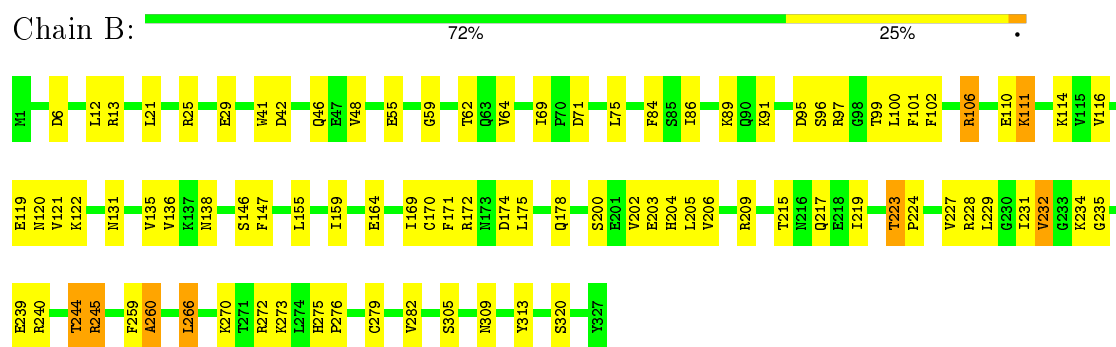 Chain B:
72% 25% •
M1 D6 L12 R13 L21 R25 E29 W41 D42 Q46 E47 V48 E55 G59 T62 Q63 V64 I69 P70 D71 L75 F84 S85 I86 K89 Q90 K91 D95 S96 R97 G98 T99 L100 F101 F102 R106 E110 K111 K114 V115 V116
E119 N120 V121 K122 N131 V135 V136 K137 N138 S146 F147 L155 I159 E164 I169 C170 F171 R172 N173 D174 L175 Q178 S200 E201 V202 E203 H204 L205 V206 R209 T215 N216 Q217 E218 I219 T223 P224 V227 R228 L229 G230 I231 V232 G233 K234 G235
E239 R240 T244 R245 F259 A260 L266 K270 T271 R272 K273 L274 H275 P276 C279 V282 S305 N309 Y313 S320 Y327